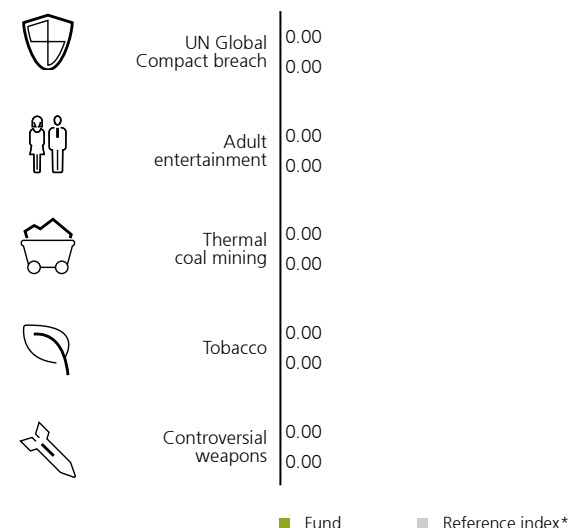 UN Global
Compact breach
0.00
0.00
Adult
entertainment
0.00
0.00
Thermal
coal mining
0.00
0.00
Tobacco
0.00
0.00
Controversial
weapons
0.00
0.00
Fund
Reference index*